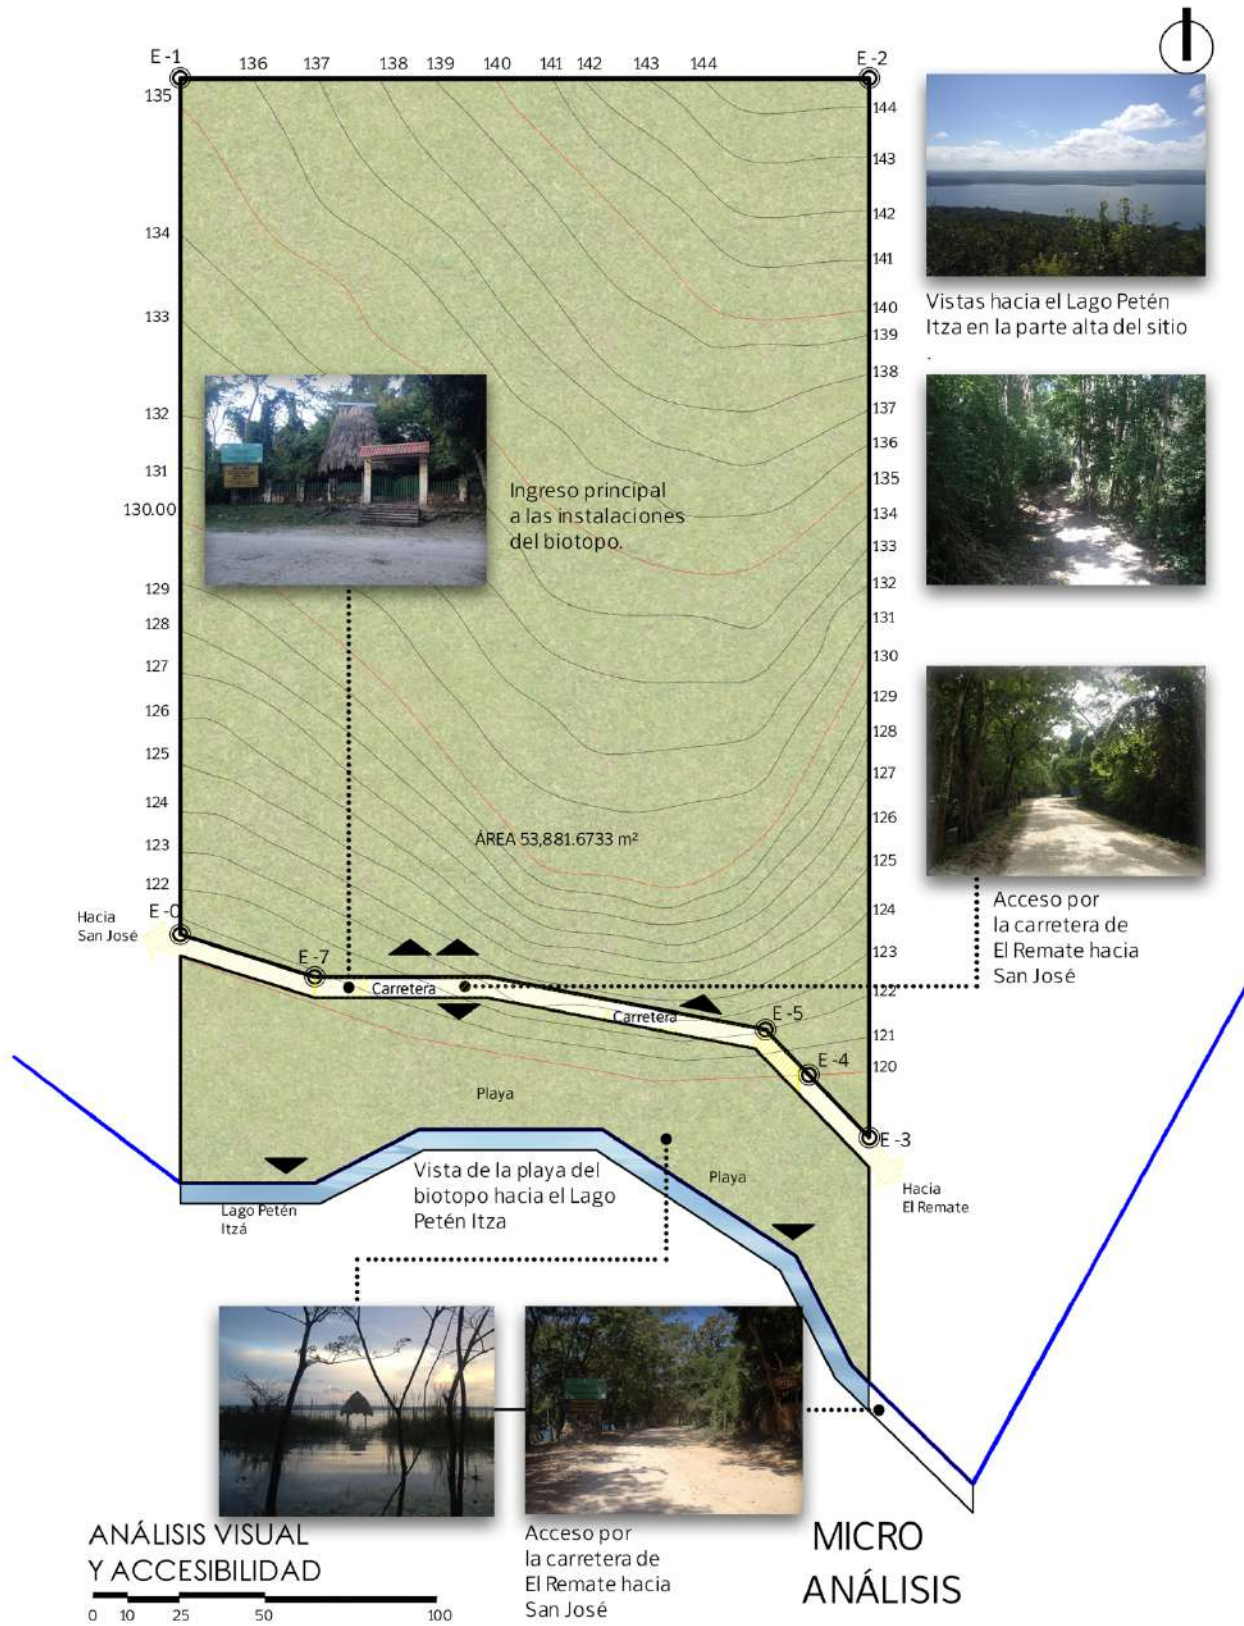 E -1
136
137
138
139
140
141
142
143
144
E -2
135
134
133
132
131
130.00
129
128
127
126
125
124
123
122
E -0
144
143
142
141
140
139
138
137
136
135
134
133
132
131
130
129
128
127
126
125
124
123
122
121
120
Vistas hacia el Lago Petén
Itza en la parte alta del sitio
.
Ingreso principal
a las instalaciones
del biotopo.
ÁREA 53,881.6733 m²
Hacia
San José
E -7
Carretera
Carretera
E -5
E -4
E -3
Acceso por
la carretera de
El Remate hacia
San José
Playa
Playa
Hacia
El Remate
Vista de la playa del
biotopo hacia el Lago
Petén Itza
Lago Petén
Itzá
ANÁLISIS VISUAL
Y ACCESIBILIDAD
0 10 25 50 100
Acceso por
la carretera de
El Remate hacia
San José
MICRO
ANÁLISIS